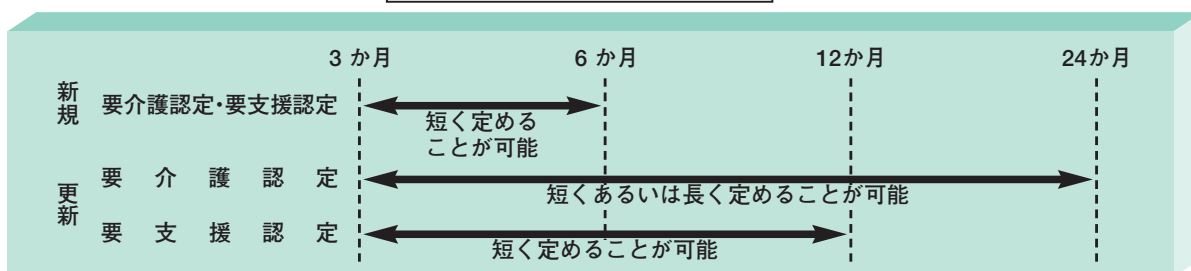 3か月 6か月 12か月 24か月
新規 要介護認定・要支援認定
短く定める
ことが可能
更新
要介護認定
短くあるいは長く定めることが可能
要支援認定
短く定めることが可能